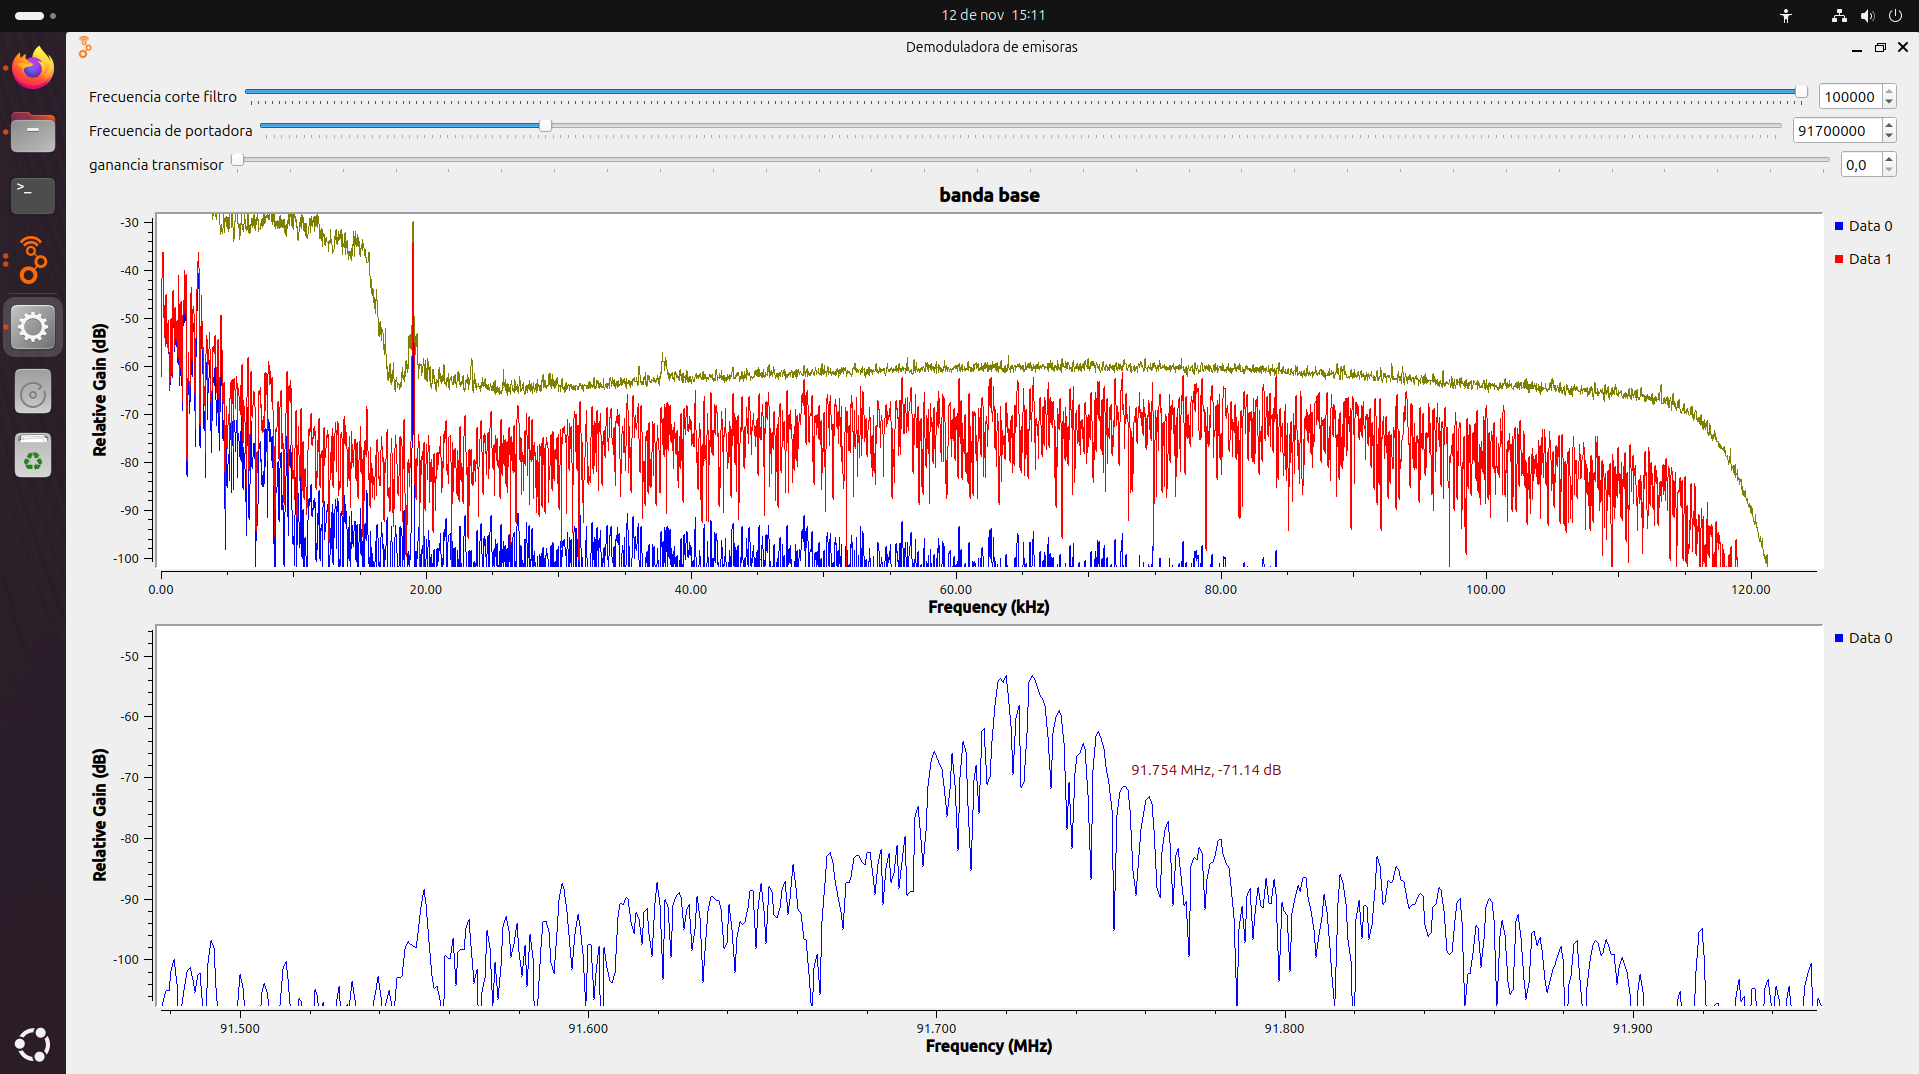 12 de nov 15:11
Demoduladora de emisoras
Frecuencia corte filtro 100000
Frecuencia de portadora 91700000
ganancia transmisor 0,0
banda base
Relative Gain (dB)
-30
-40
-50
-60
-70
-80
-90
-100
Data 0
Data 1
0.00 20.00 40.00 60.00 80.00 100.00 120.00
Frequency (kHz)
Relative Gain (dB)
-50
-60
-70
-80
-90
-100
Data 0
91.754 MHz, -71.14 dB
91.500 91.600 91.700 91.800 91.900
Frequency (MHz)